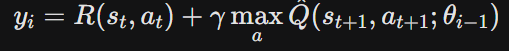 y_i = R(s_t, a_t) + γ max_a Q̂(s_{t+1}, a_{t+1}; θ_{i−1})